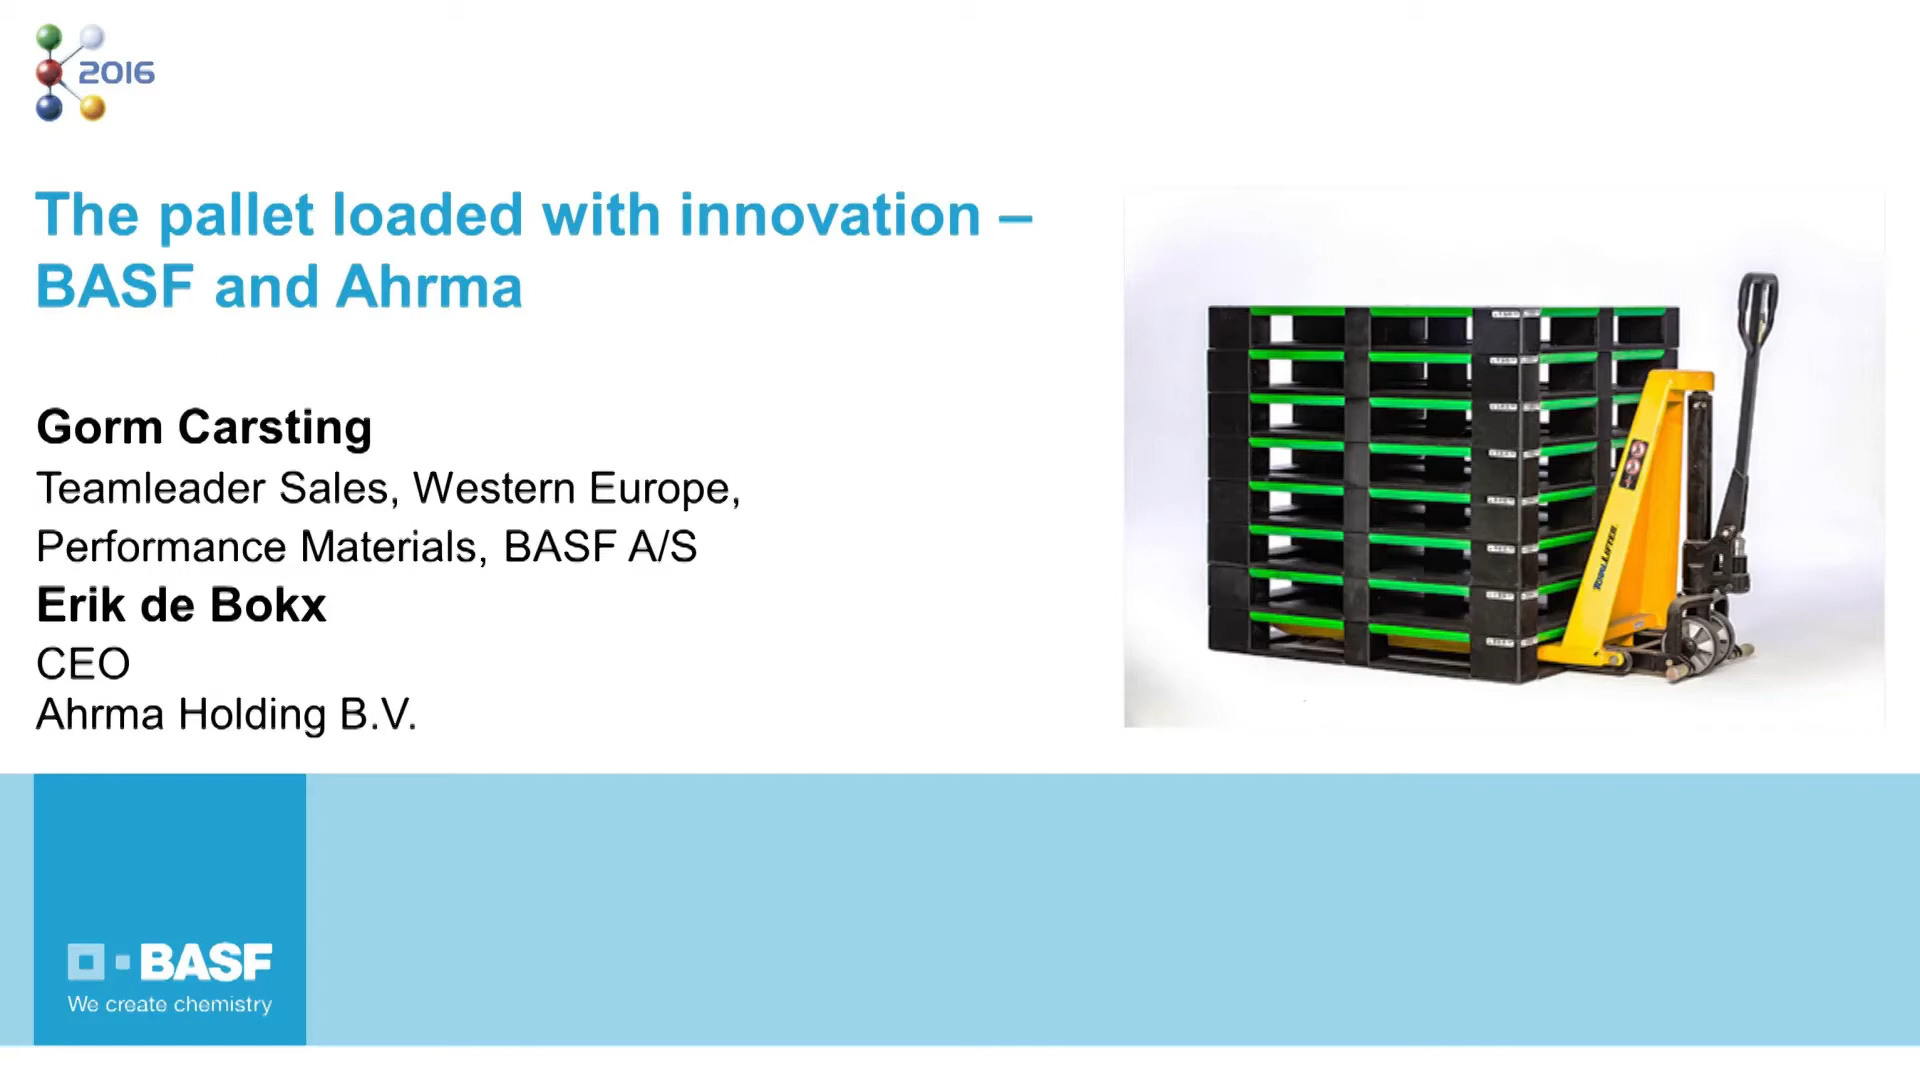 2016
The pallet loaded with innovation –
BASF and Ahrma
Gorm Carsting
Teamleader Sales, Western Europe,
Performance Materials, BASF A/S
Erik de Bokx
CEO
Ahrma Holding B.V.
BASF
We create chemistry